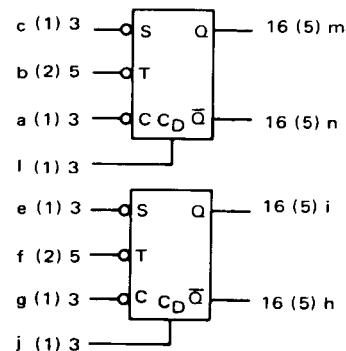 c (1) 3 S Q 16 (5) m
b (2) 5 T
a (1) 3 C CD Q̅ 16 (5) n
l (1) 3
e (1) 3 S Q 16 (5) i
f (2) 5 T
g (1) 3 C CD Q̅ 16 (5) h
j (1) 3